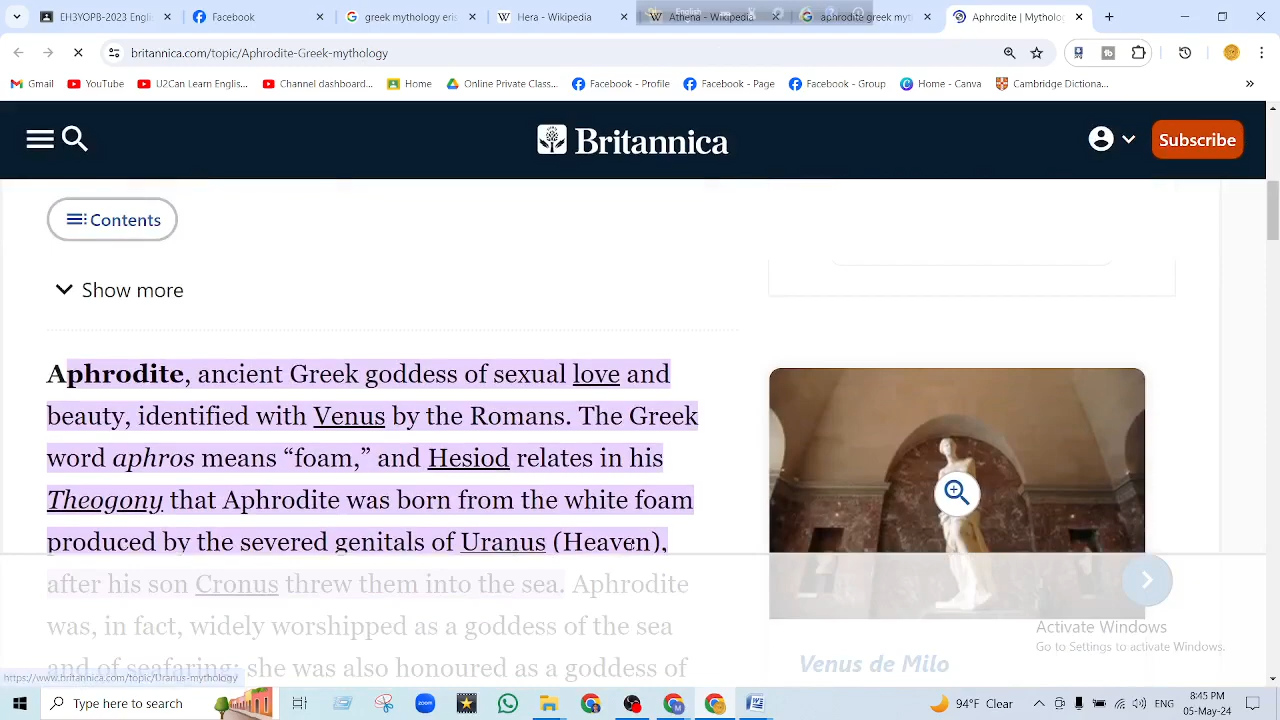 Facebook
greek mythology en
Hera - Wikipedia
English
Athena - Wikipedia
aphrodite greek my
Aphrodite | Mytholo
britannica.com/topic/Aphrodite-Greek-mythology
Gmail
YouTube
U2Can Learn Englis...
Channel dashboard...
Home
Online Private Class...
Facebook - Profile
Facebook - Page
Facebook - Group
Home - Canva
Cambridge Dictiona...
Britannica
Subscribe
Contents
Show more
Aphrodite, ancient Greek goddess of sexual love and
beauty, identified with Venus by the Romans. The Greek
word aphros means “foam,” and Hesiod relates in his
Theogony that Aphrodite was born from the white foam
produced by the severed genitals of Uranus (Heaven),
after his son Cronus threw them into the sea. Aphrodite
was, in fact, widely worshipped as a goddess of the sea
and of seafaring; she was also honoured as a goddess of
Venus de Milo
Activate Windows
Go to Settings to activate Windows.
https://www.britannica.com/topic/Uranus-mythology
Type here to search
zoom
94°F Clear
8:45 PM
05-May-24